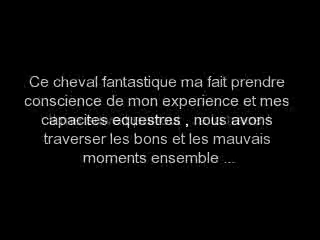 Ce cheval fantastique ma fait prendre
conscience de mon experience et mes
capacites equestres , nous avons
traverser les bons et les mauvais
moments ensemble ...